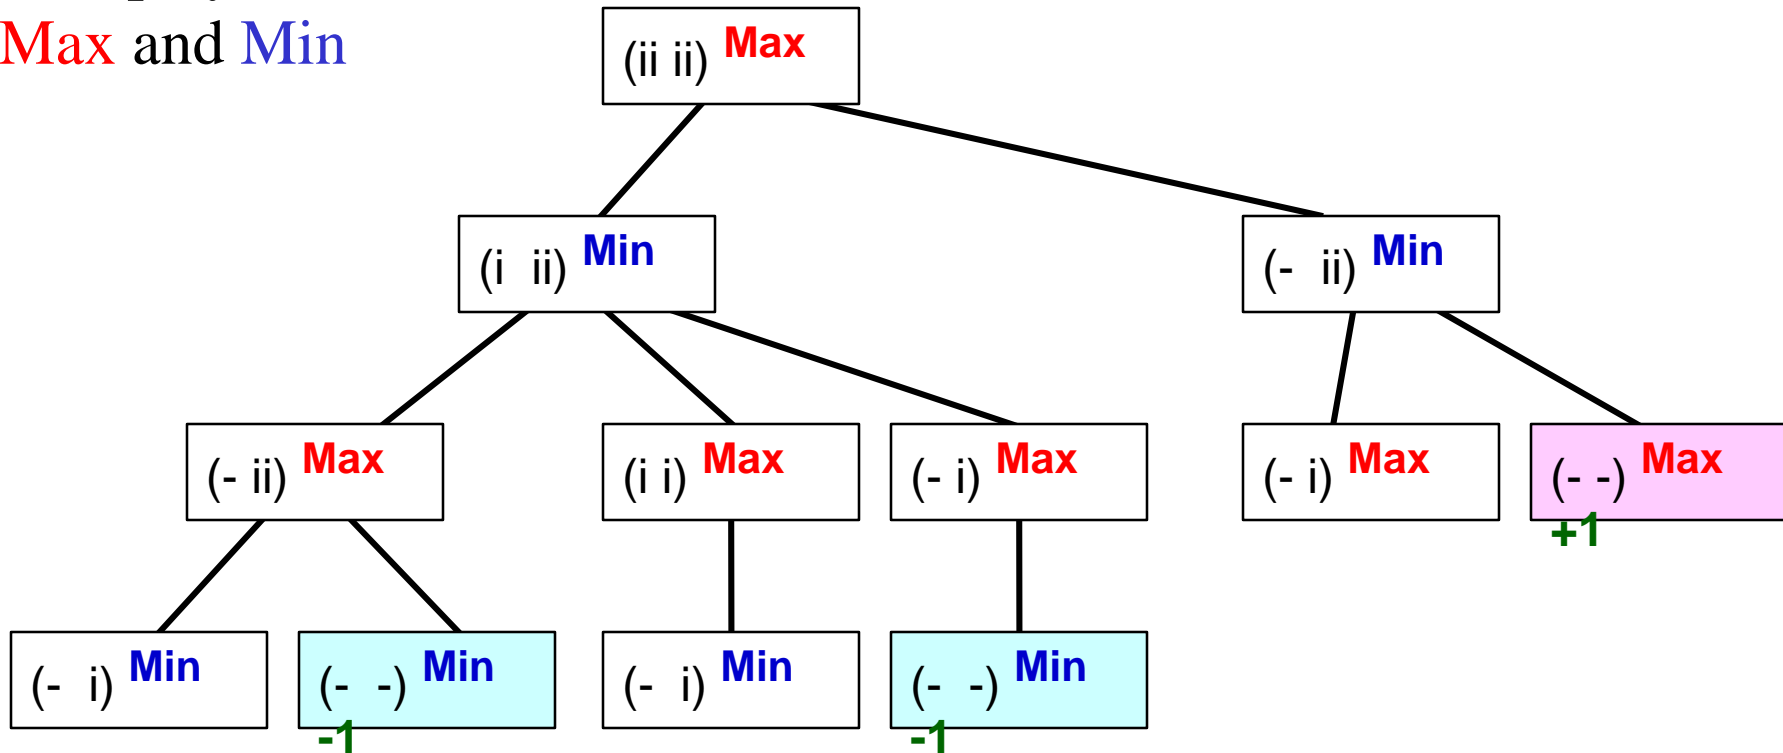 Max and Min
(ii ii) Max
(i ii) Min
(- ii) Min
(- ii) Max
(i i) Max
(- i) Max
(- i) Max
(- -) Max
+1
(- i) Min
(- -) Min
-1
(- i) Min
(- -) Min
-1